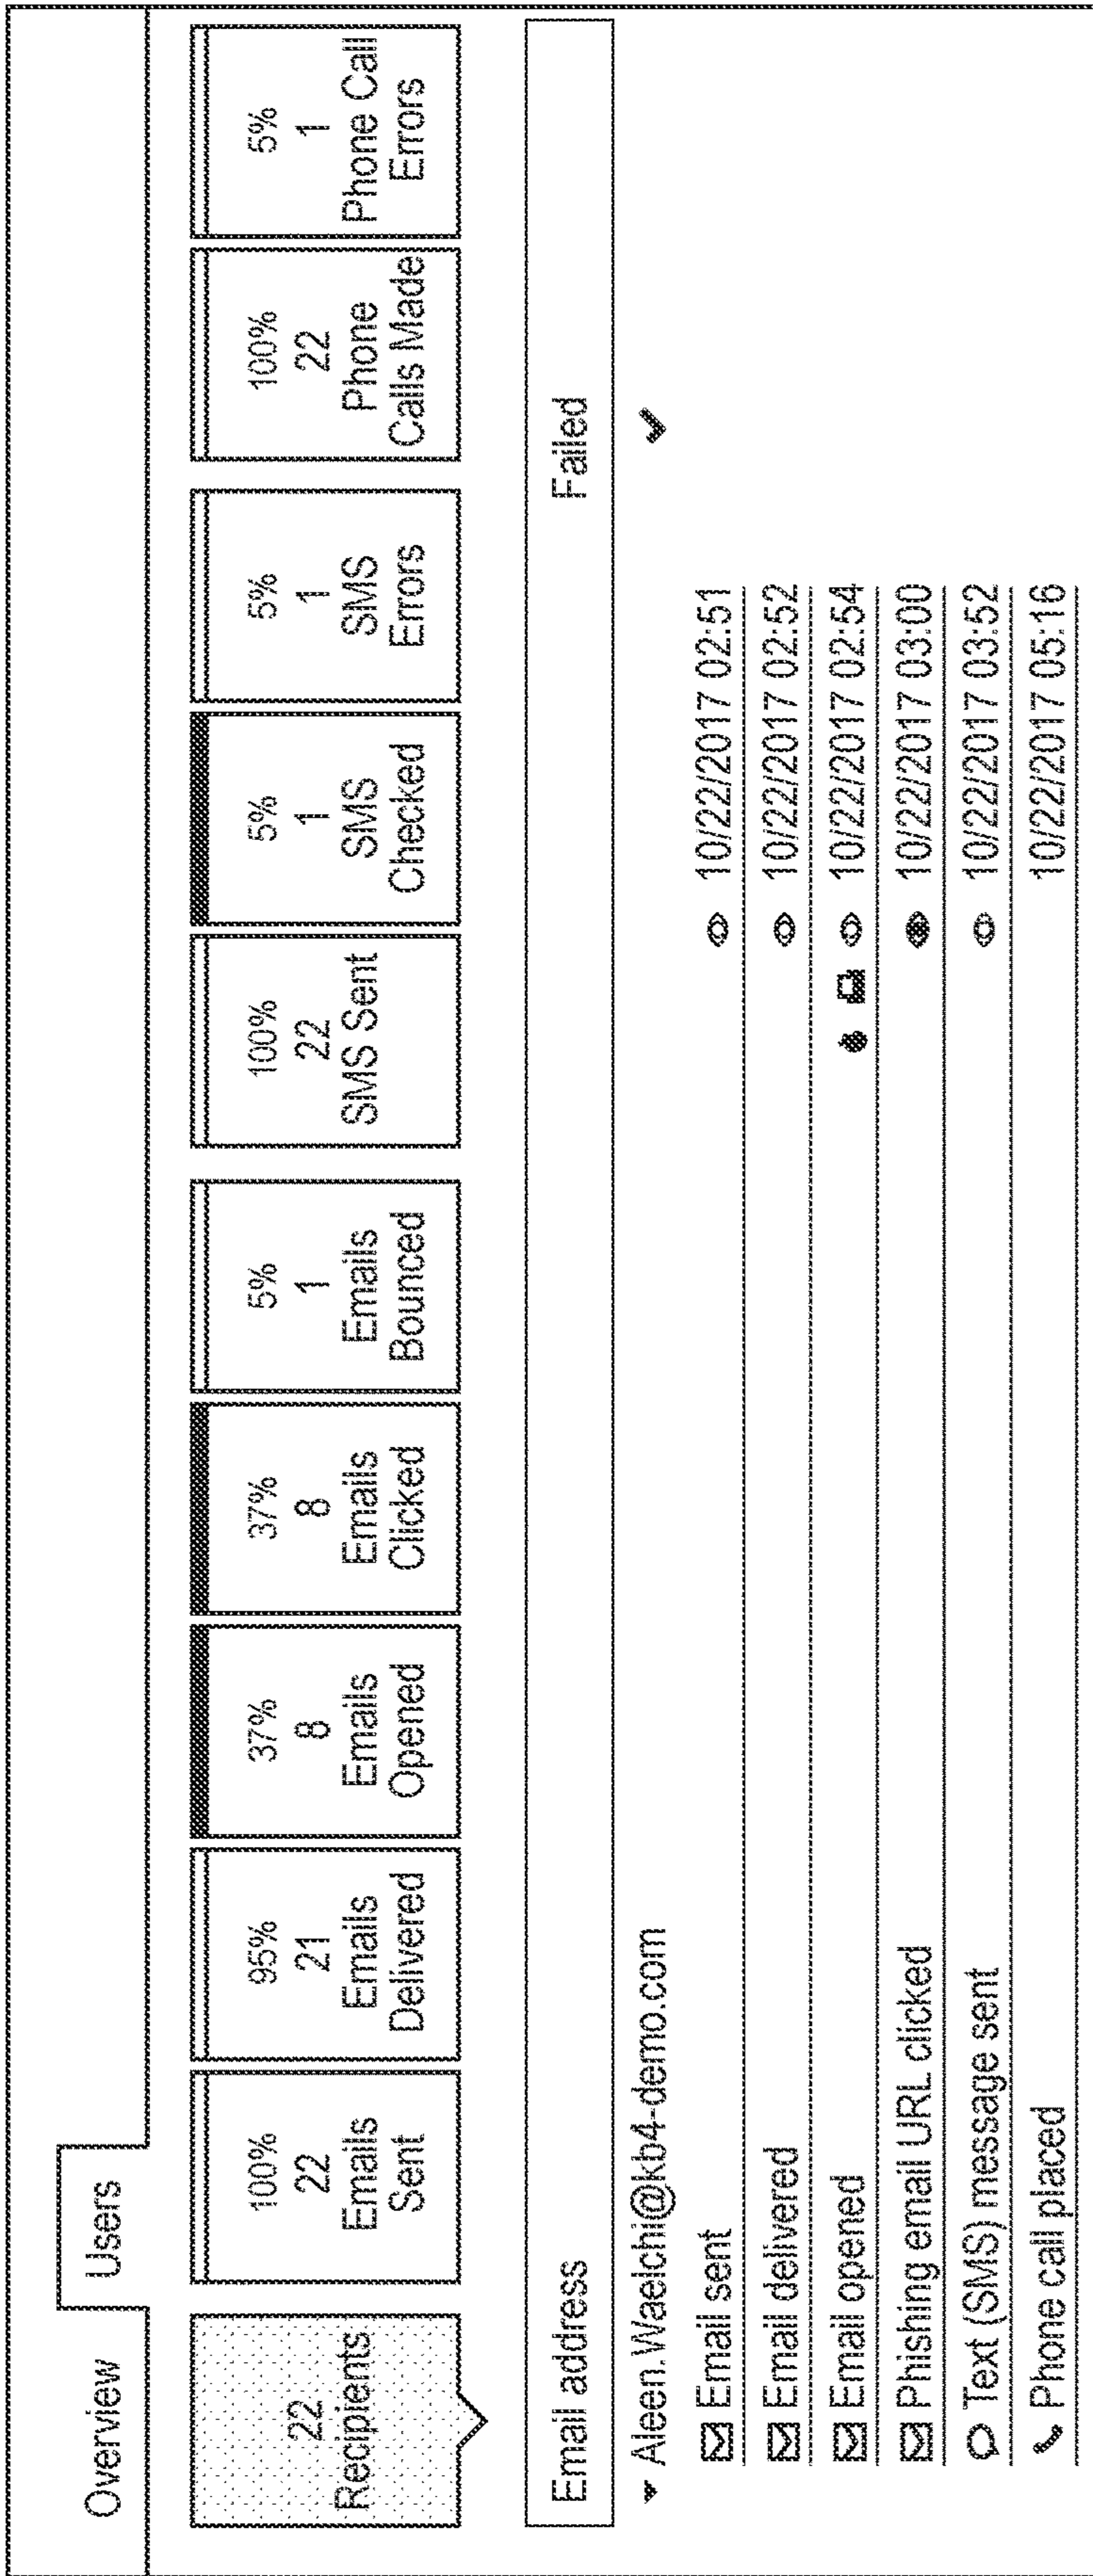 Overview
Users
22
Recipients
100%
22
Emails
Sent
95%
21
Emails
Delivered
37%
8
Emails
Opened
37%
8
Emails
Clicked
5%
1
Emails
Bounced
100%
22
SMS Sent
5%
1
SMS
Checked
5%
1
SMS
Errors
100%
22
Phone
Calls Made
5%
1
Phone Call
Errors
Email address
Failed
Aleen.Waelchi@kb4-demo.com
Email sent 10/22/2017 02:51
Email delivered 10/22/2017 02:52
Email opened 10/22/2017 02:54
Phishing email URL clicked 10/22/2017 03:00
Text (SMS) message sent 10/22/2017 03:52
Phone call placed 10/22/2017 05:16